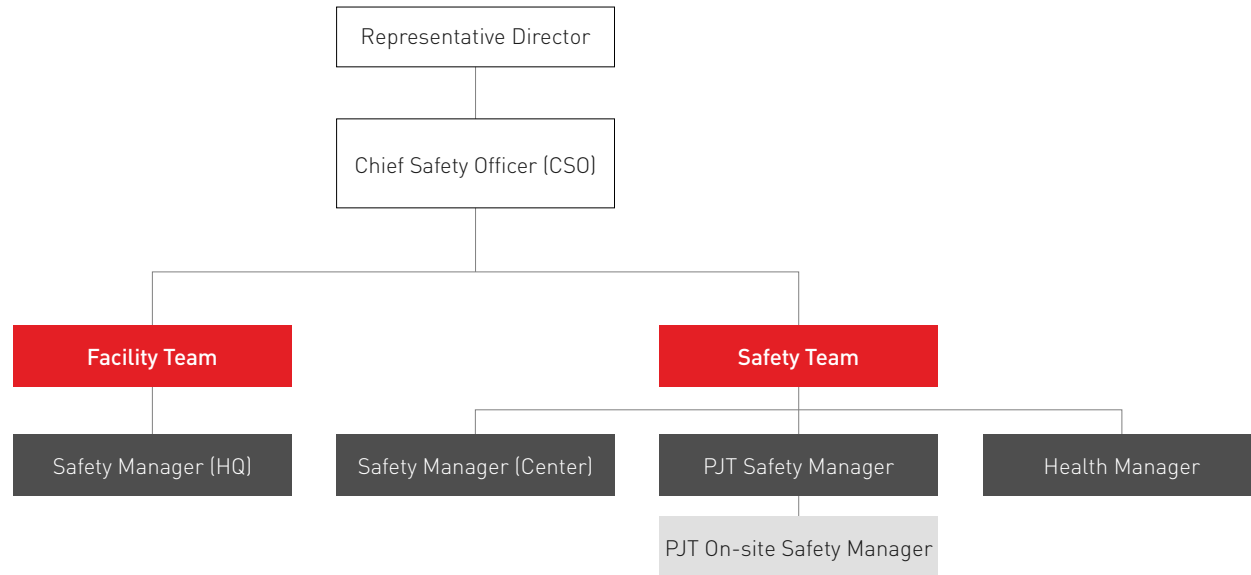 Representative Director
Chief Safety Officer (CSO)
Facility Team
Safety Team
Safety Manager (HQ)
Safety Manager (Center)
PJT Safety Manager
Health Manager
PJT On-site Safety Manager